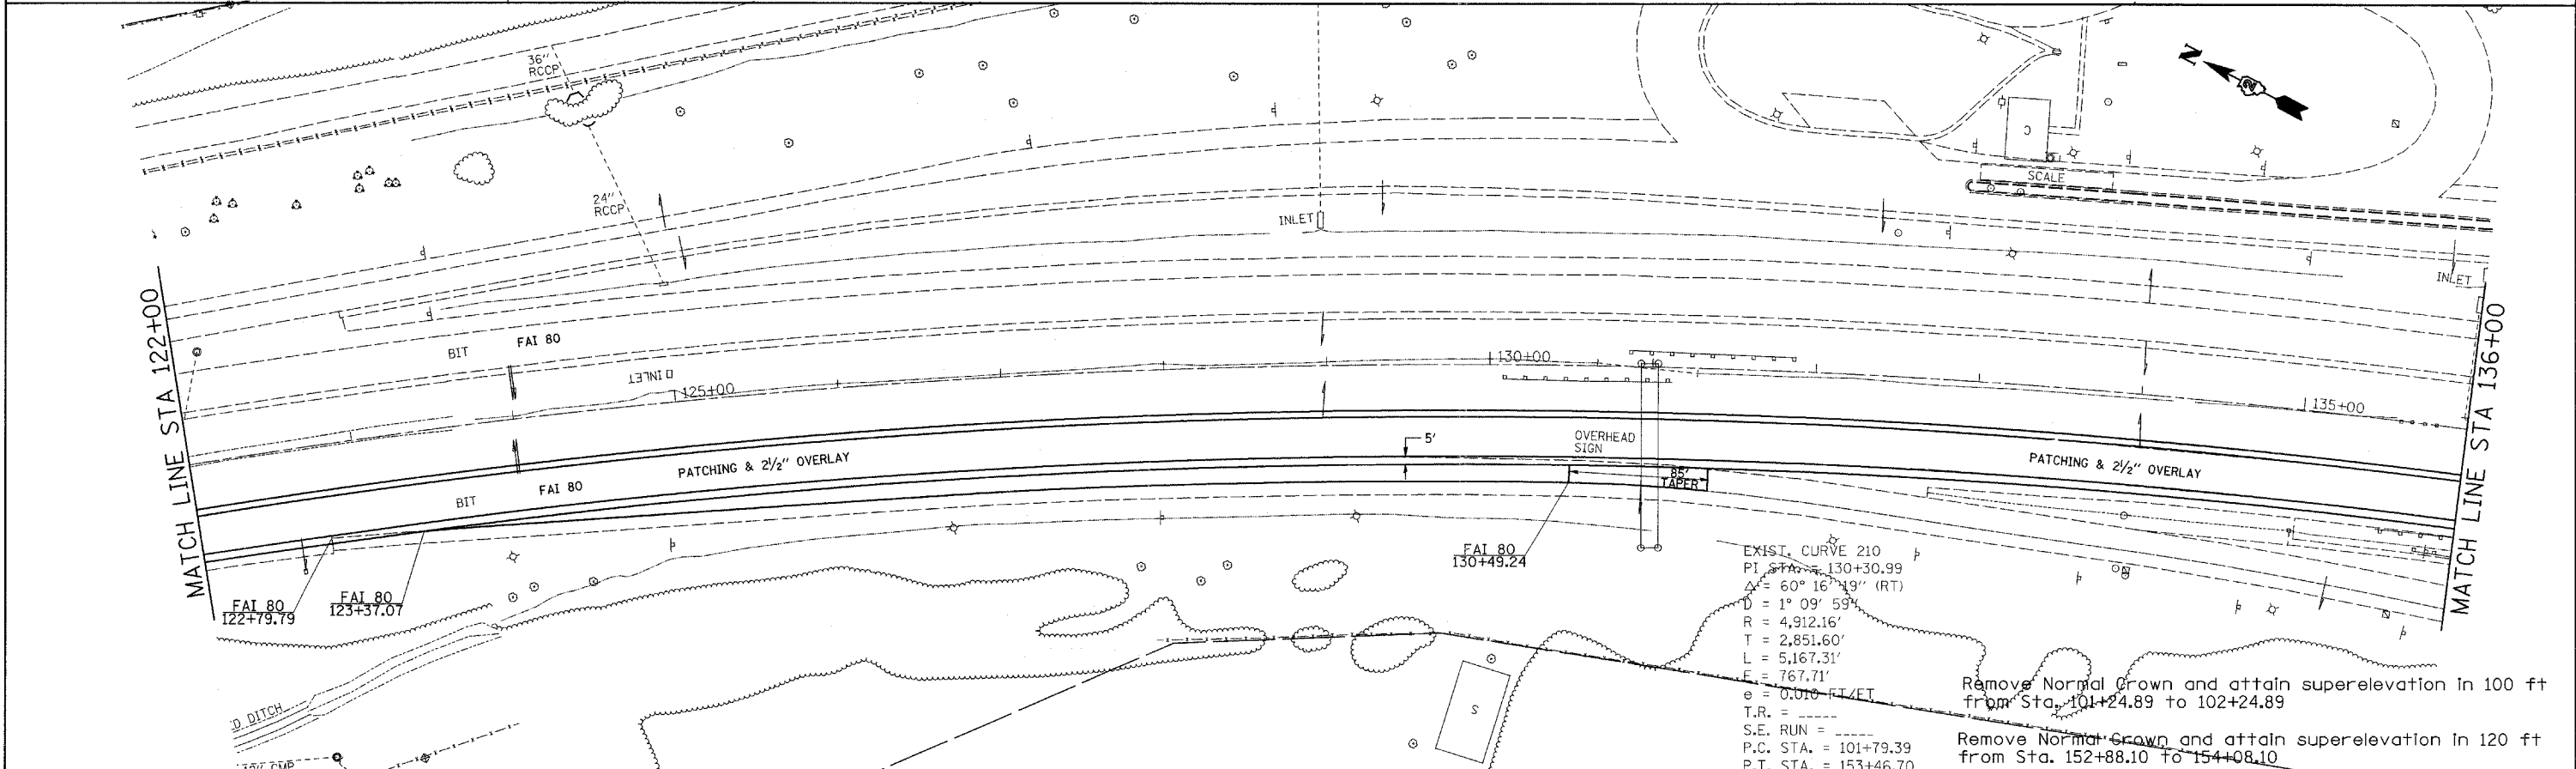 36"
RCCP
24"
RCCP
N
SCALE
INLET
INLET
MATCH LINE STA 122+00
BIT
FAI 80
INLET
125+00
130+00
135+00
MATCH LINE STA 136+00
5'
OVERHEAD
SIGN
85'
TAPER
PATCHING & 2½" OVERLAY
PATCHING & 2½" OVERLAY
BIT
FAI 80
FAI 80
122+79.79
FAI 80
123+37.07
FAI 80
130+49.24
EXIST. CURVE 210
PI STA. = 130+30.99
Δ = 60° 16' 19" (RT)
D = 1° 09' 59"
R = 4,912.16'
T = 2,851.60'
L = 5,167.31'
E = 767.71'
e = 0.010 FT/FT
T.R. = _____
S.E. RUN = _____
P.C. STA. = 101+79.39
P.T. STA. = 153+46.70
Remove Normal Crown and attain superelevation in 100 ft
from Sta. 101+24.89 to 102+24.89
Remove Normal Crown and attain superelevation in 120 ft
from Sta. 152+88.10 to 154+08.10
S
C
D DITCH
CMP